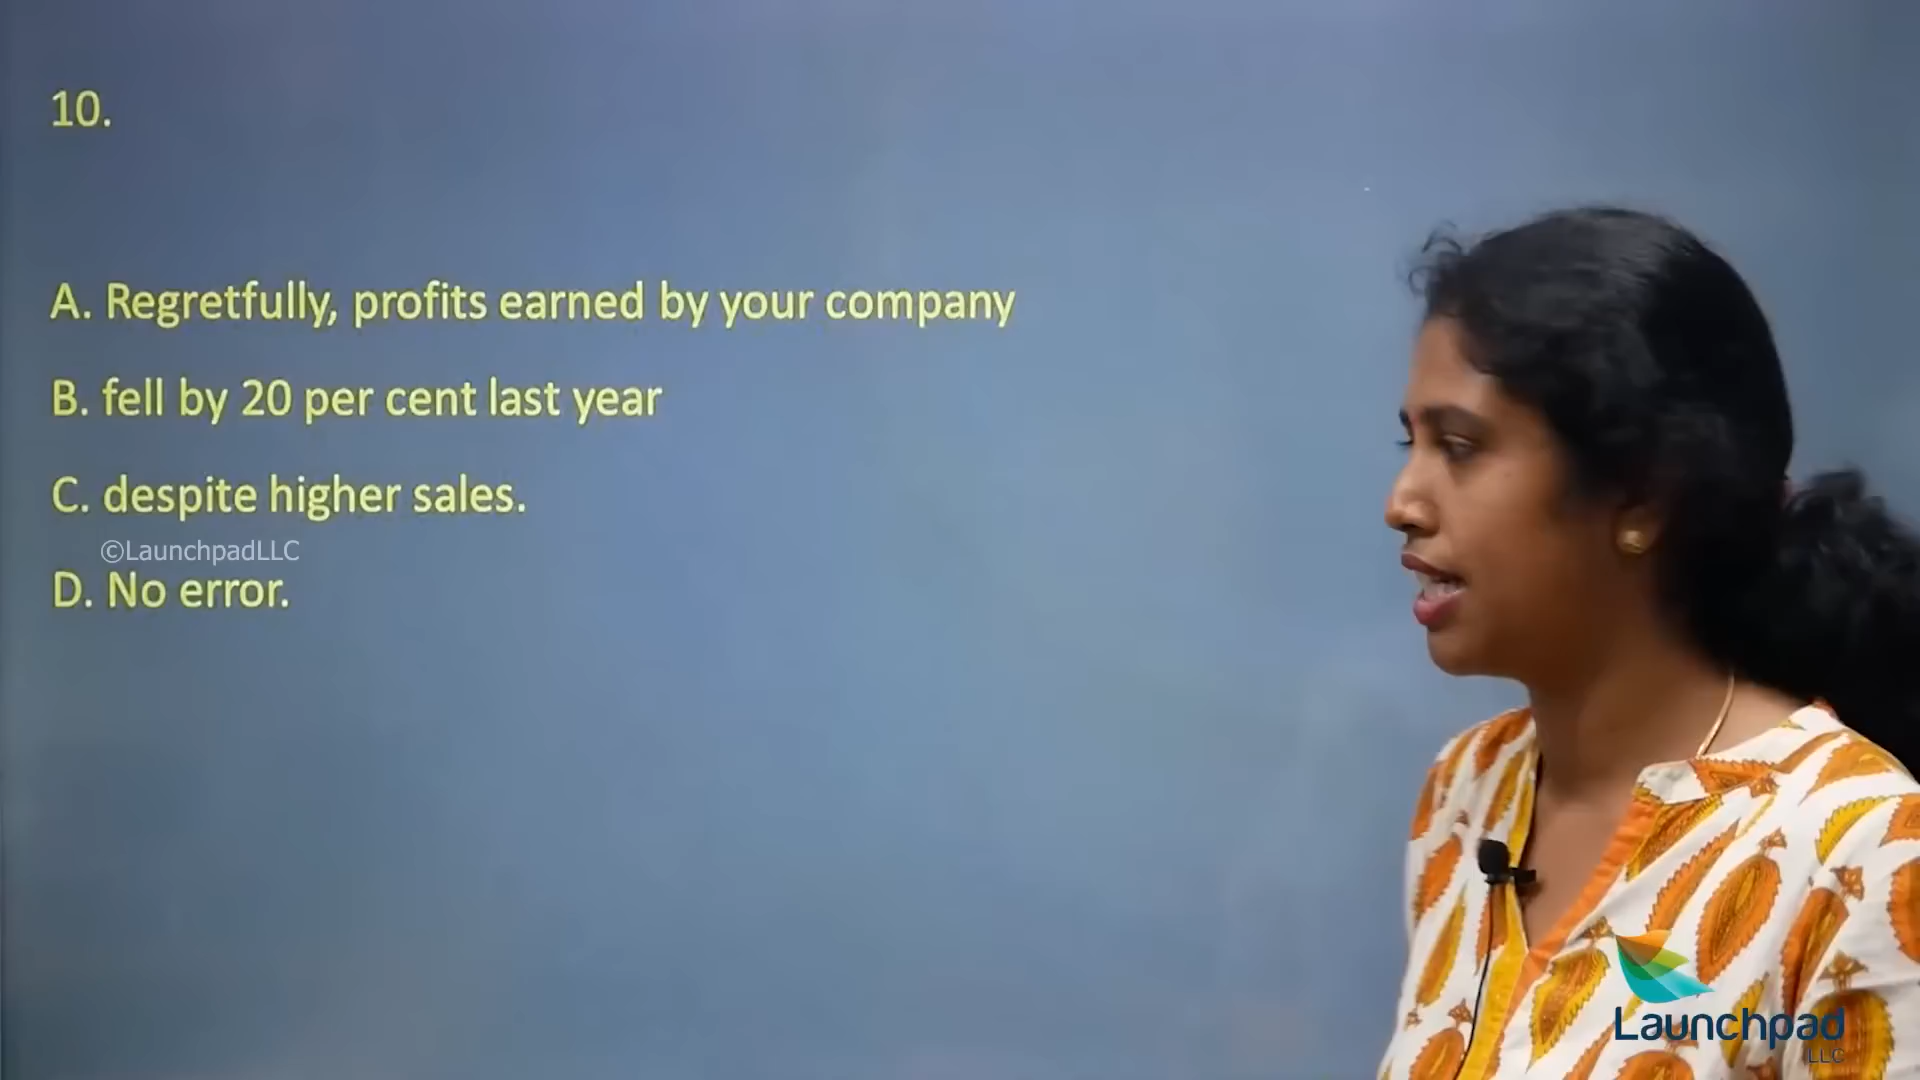 10.
A. Regretfully, profits earned by your company
B. fell by 20 per cent last year
C. despite higher sales.
©LaunchpadLLC
D. No error.
Launchpad
LLC